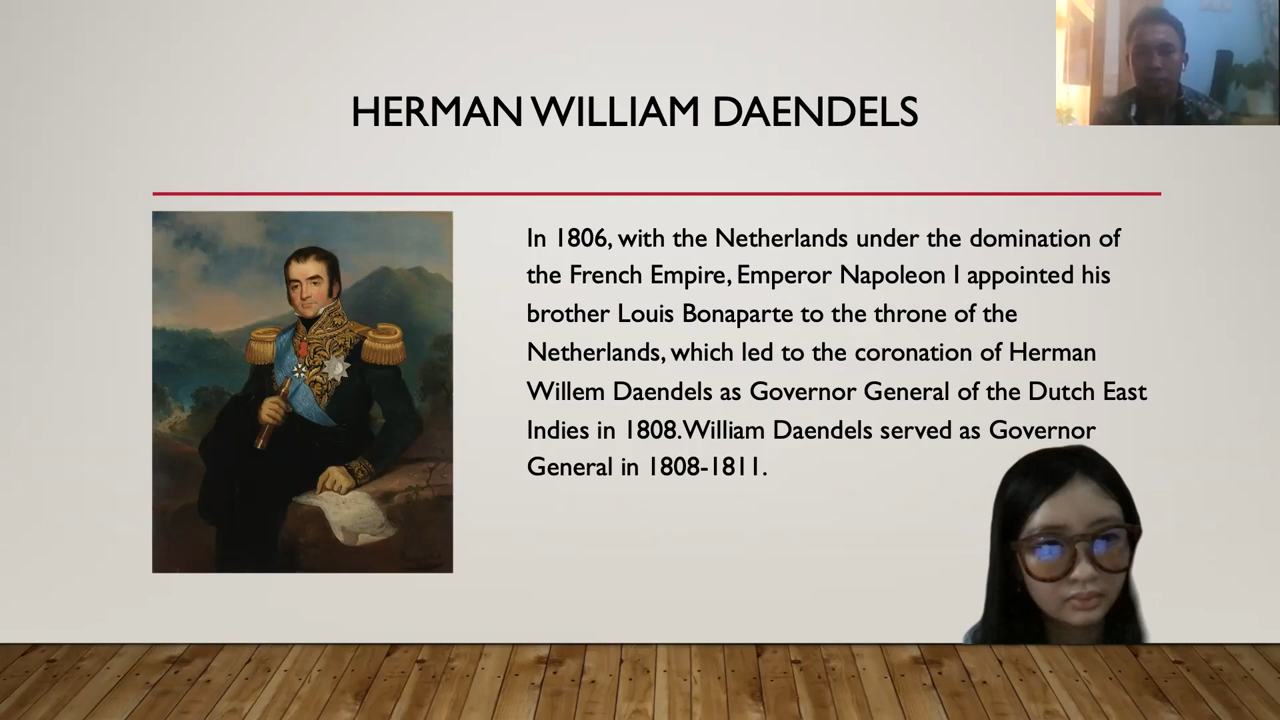 HERMAN WILLIAM DAENDELS
In 1806, with the Netherlands under the domination of
the French Empire, Emperor Napoleon I appointed his
brother Louis Bonaparte to the throne of the
Netherlands, which led to the coronation of Herman
Willem Daendels as Governor General of the Dutch East
Indies in 1808.William Daendels served as Governor
General in 1808-1811.